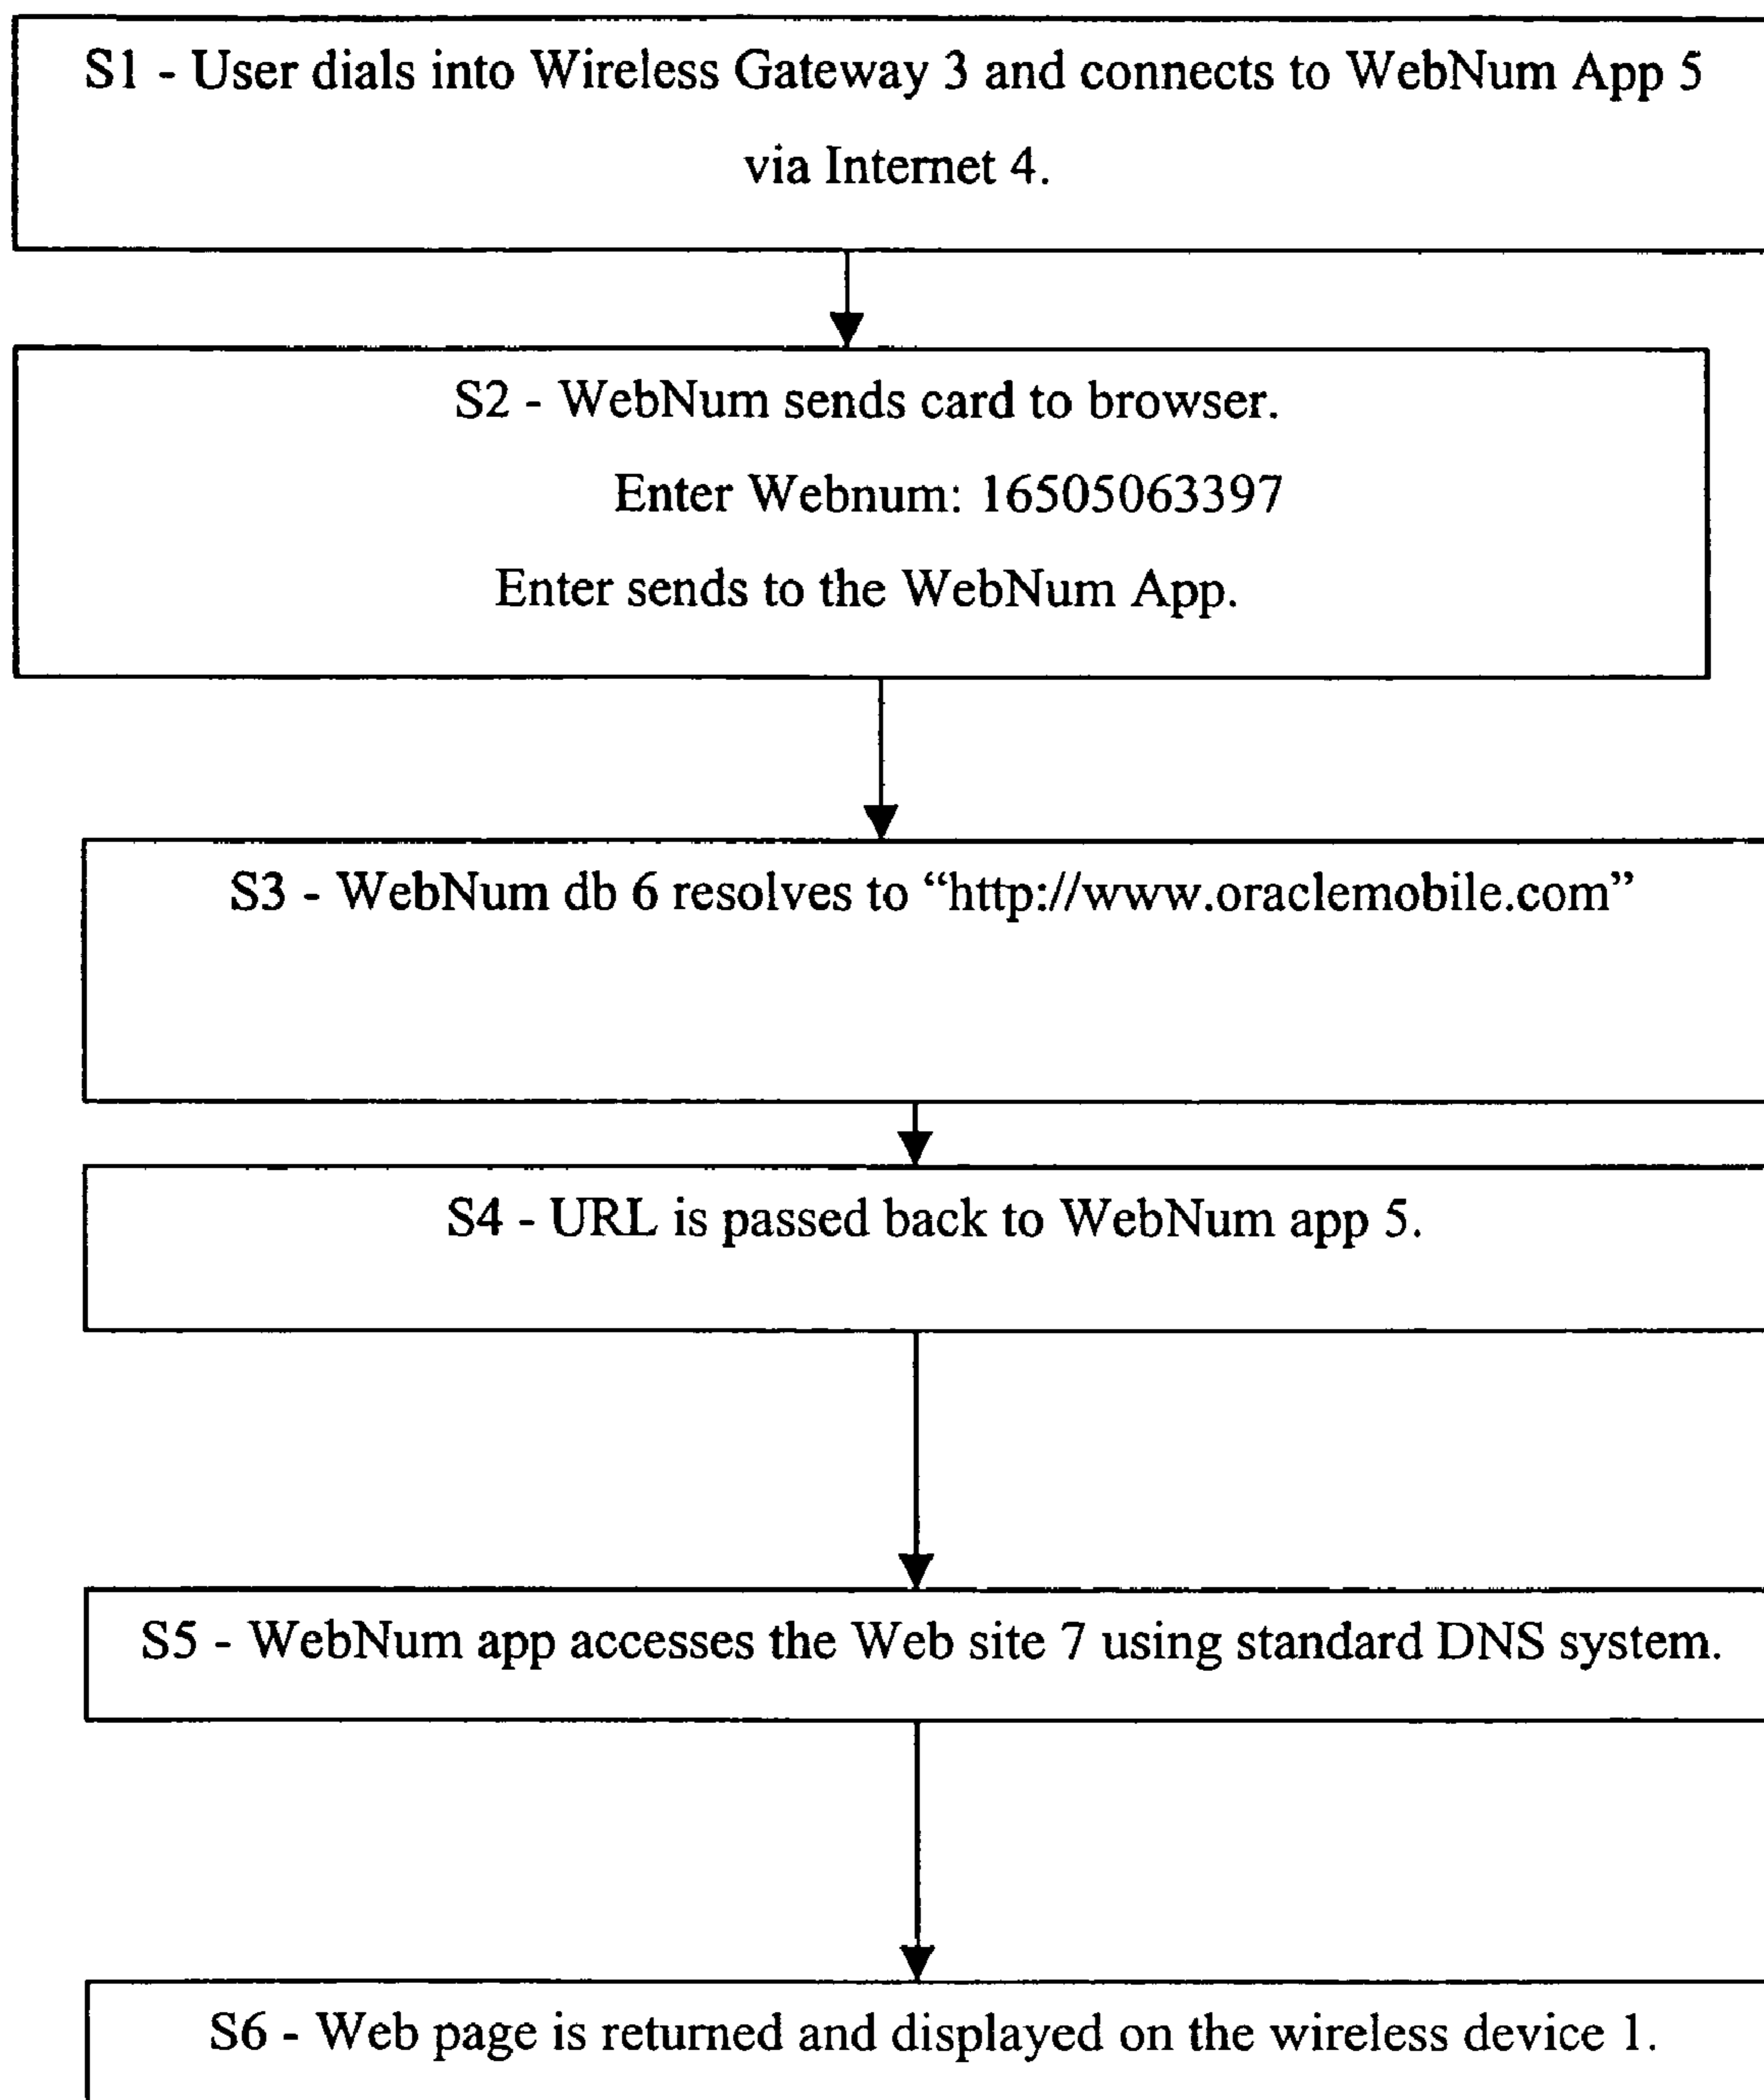 S1 - User dials into Wireless Gateway 3 and connects to WebNum App 5
via Internet 4.
S2 - WebNum sends card to browser.
Enter Webnum: 16505063397
Enter sends to the WebNum App.
S3 - WebNum db 6 resolves to “http://www.oraclemobile.com”
S4 - URL is passed back to WebNum app 5.
S5 - WebNum app accesses the Web site 7 using standard DNS system.
S6 - Web page is returned and displayed on the wireless device 1.